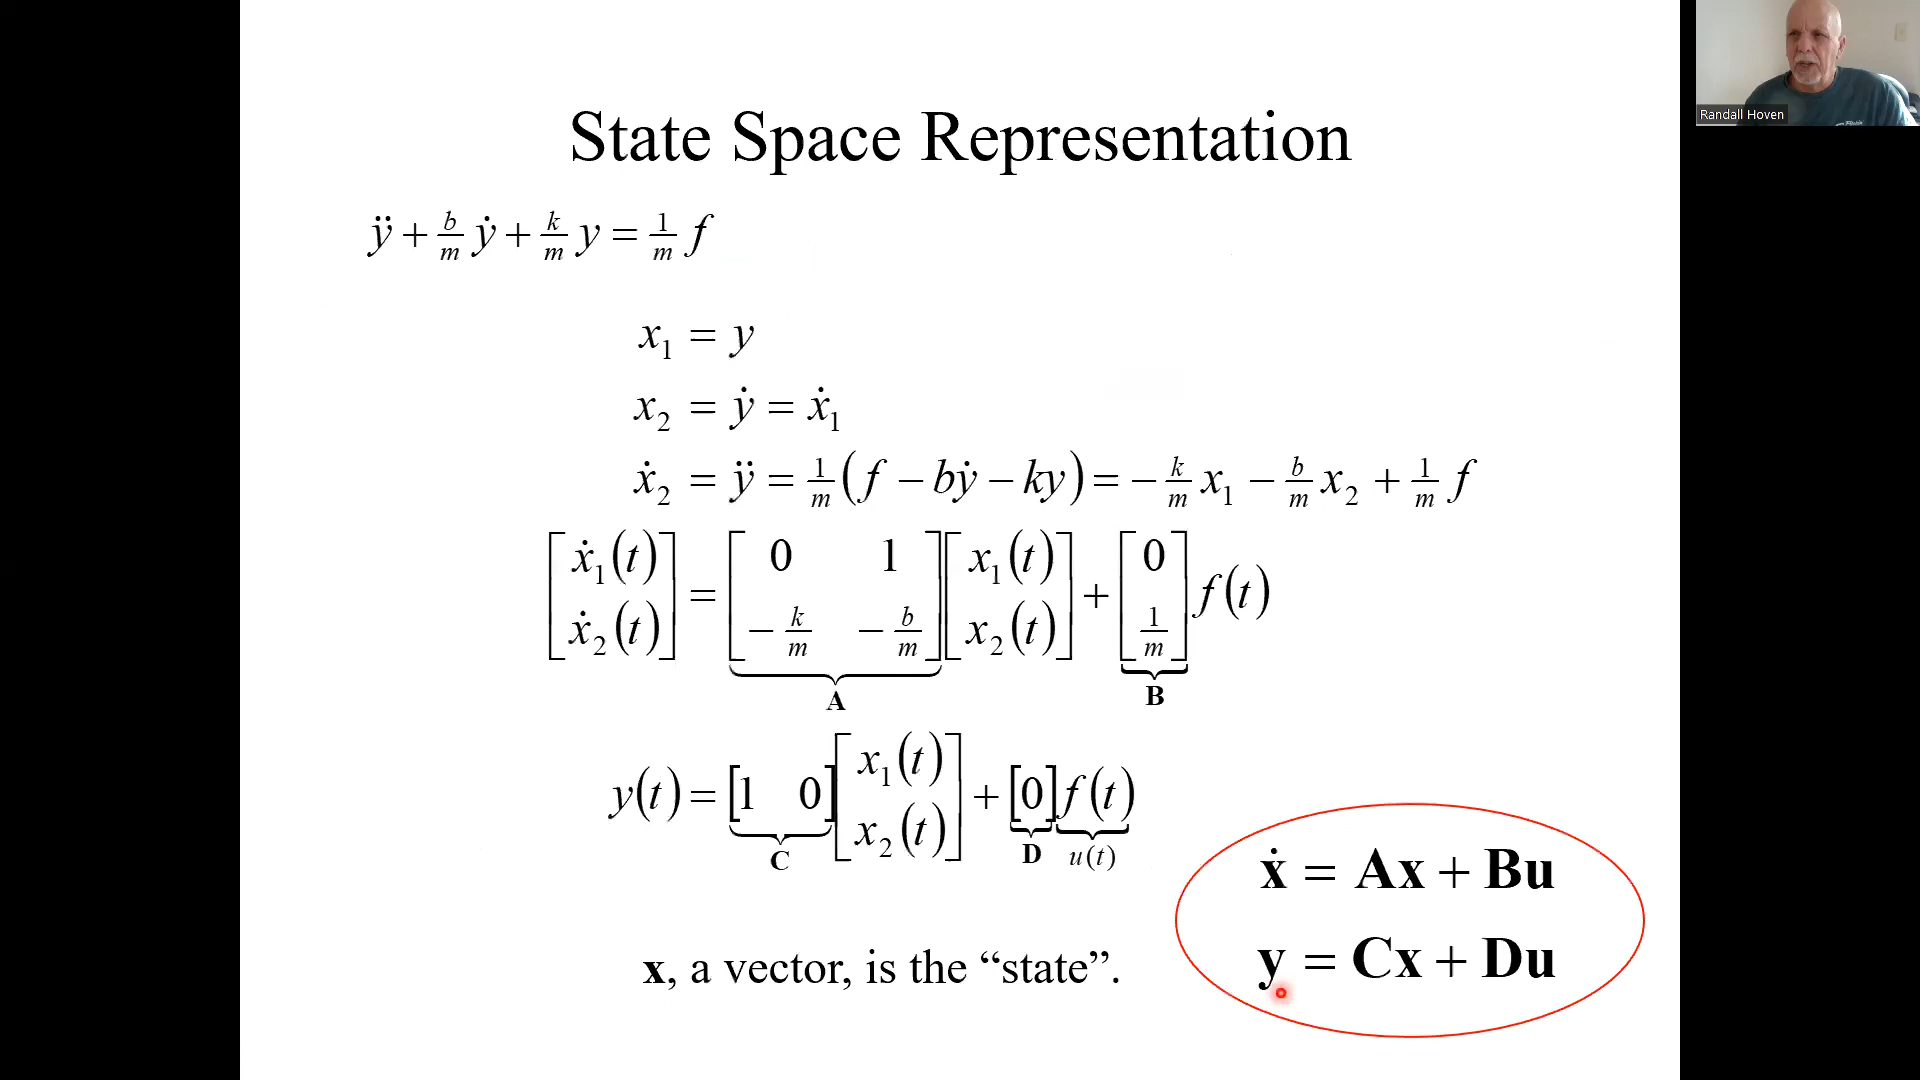 State Space Representation
ÿ + b/m ẏ + k/m y = 1/m f
x₁ = y
x₂ = ẏ = ẋ₁
ẋ₂ = ÿ = 1/m (f − bẏ − ky) = − k/m x₁ − b/m x₂ + 1/m f
[ẋ₁(t) ẋ₂(t)] = [0 1 − k/m − b/m] [x₁(t) x₂(t)] + [0 1/m] f(t)
A B
y(t) = [1 0] [x₁(t) x₂(t)] + [0] f(t)
C D u(t)
ẋ = Ax + Bu
y = Cx + Du
x, a vector, is the “state”.
Randall Hoven